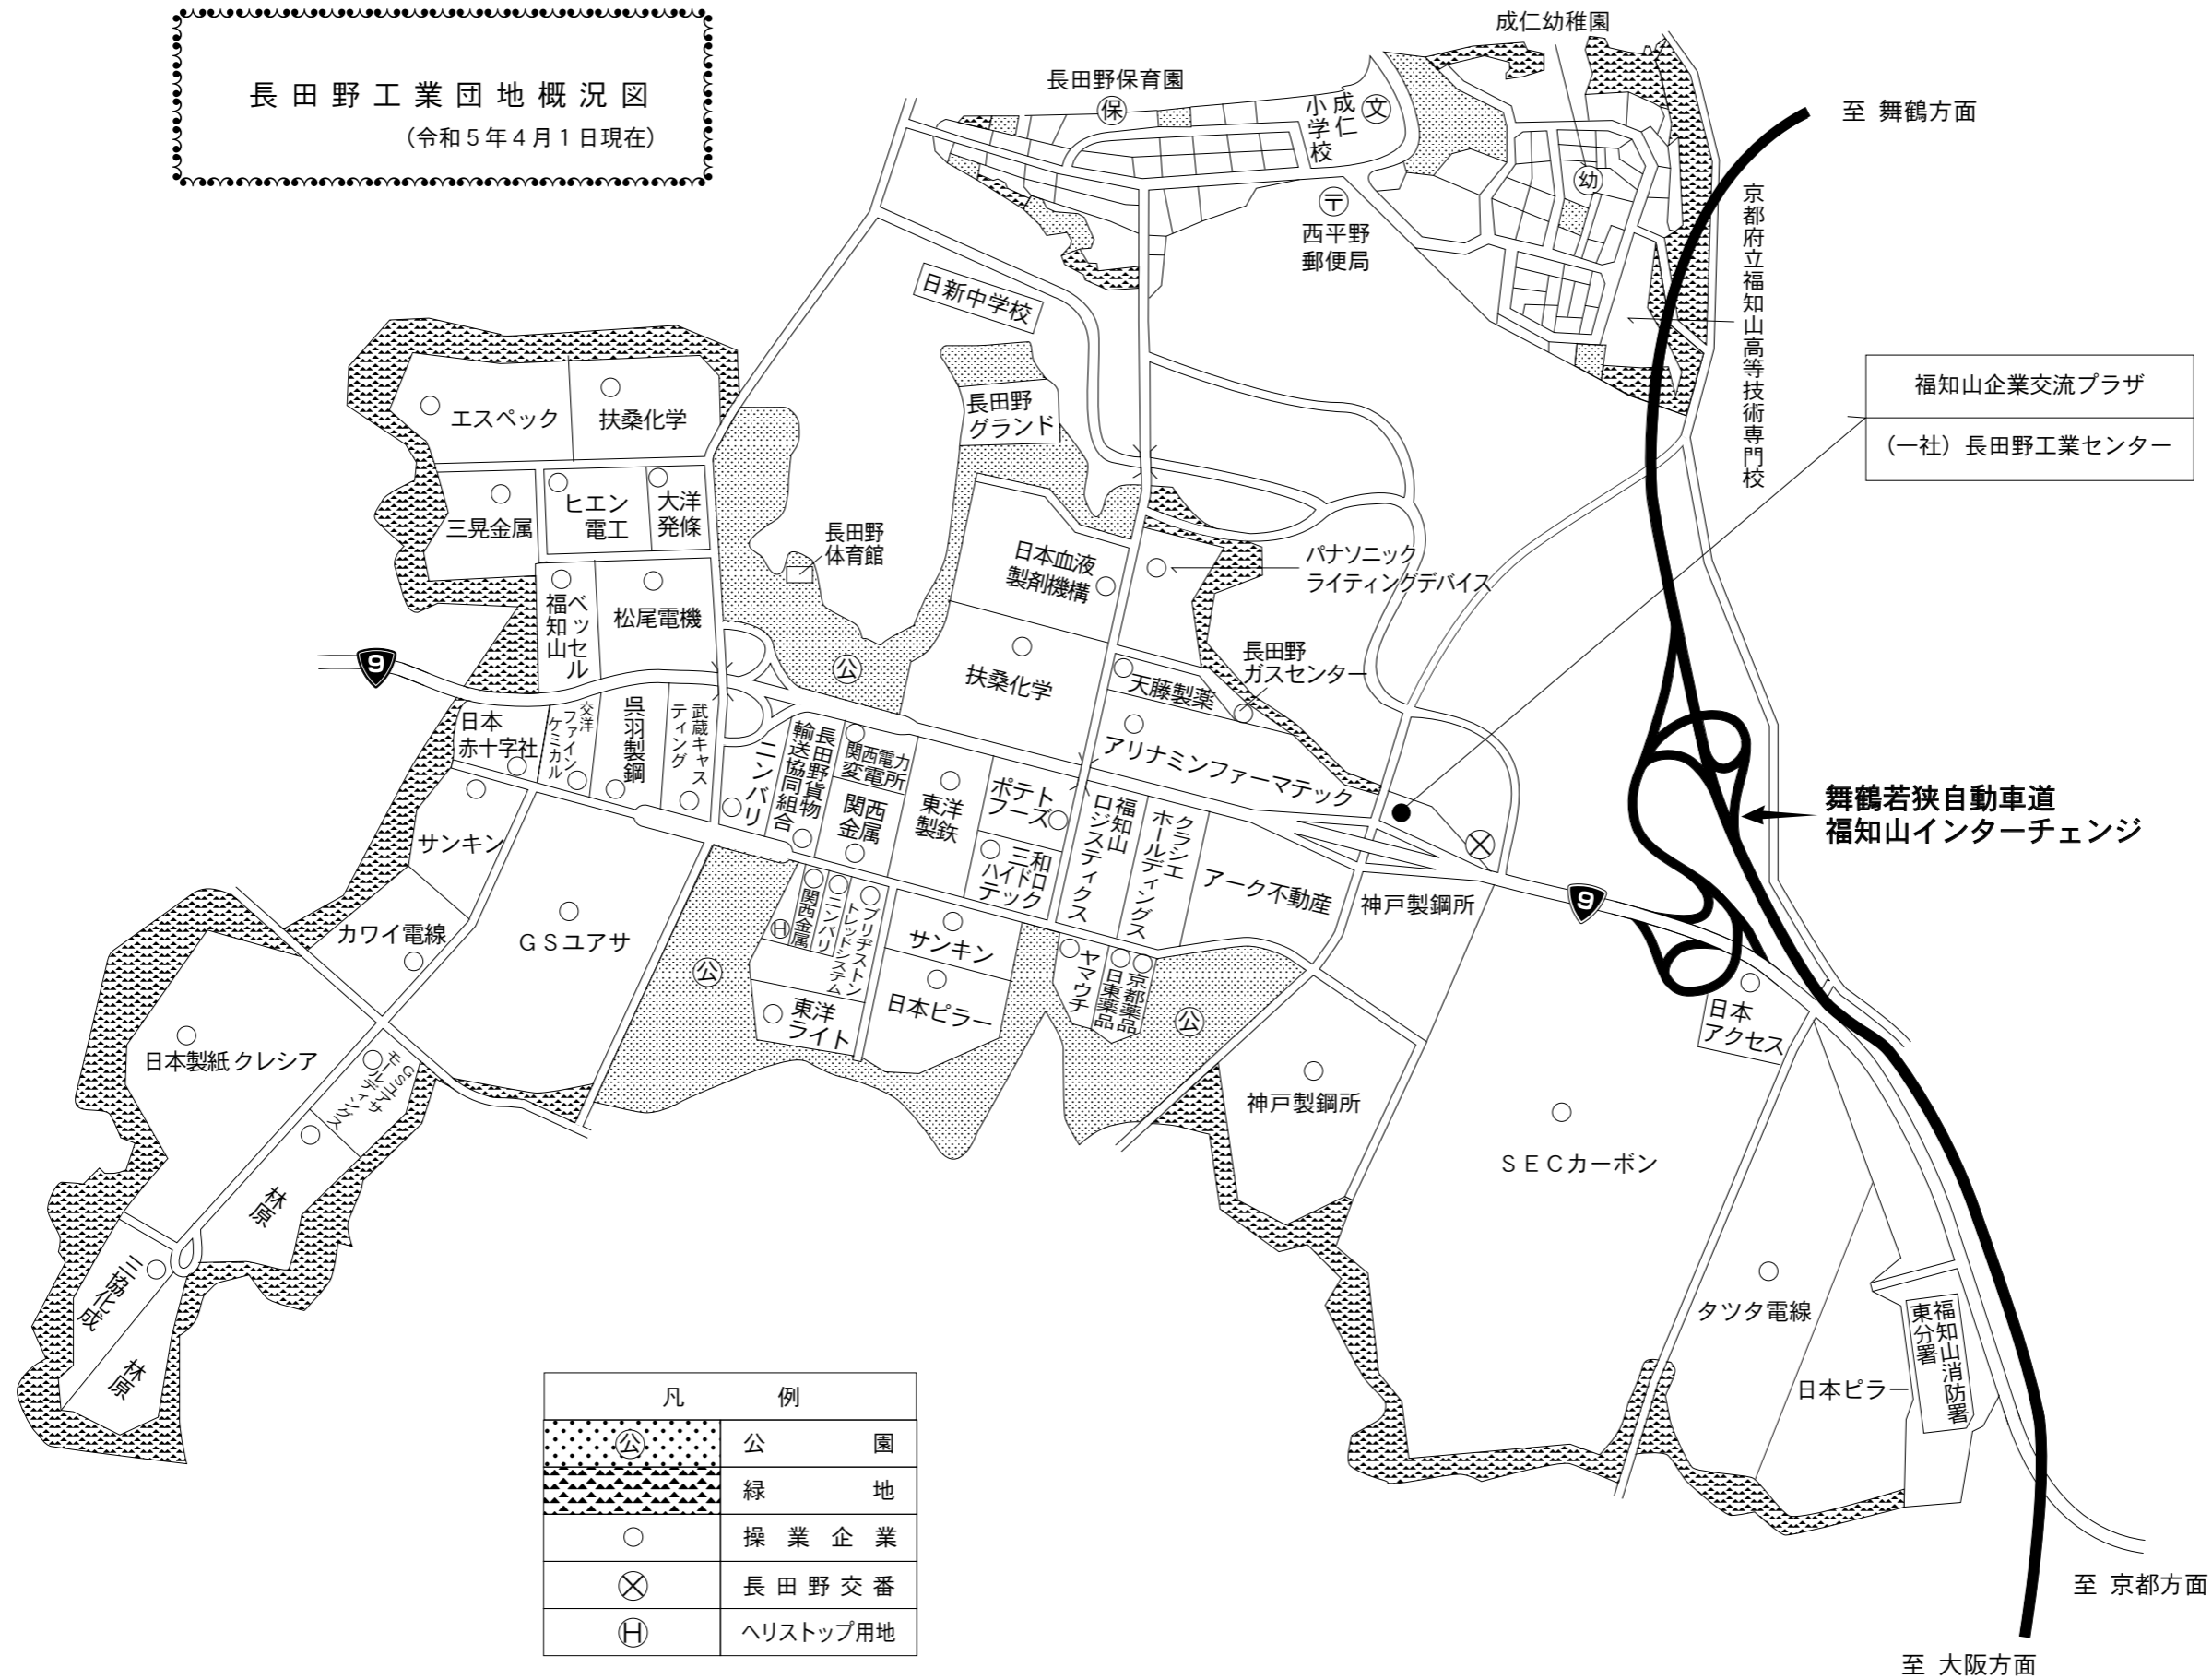 長田野工業団地概況図
（令和５年４月１日現在）
成仁幼稚園
長田野保育園
保
成仁
小学校
文
幼
至 舞鶴方面
〒
西平野
郵便局
京都府立福知山高等技術専門校
日新中学校
福知山企業交流プラザ
（一社）長田野工業センター
長田野
グランド
エスペック
扶桑化学
三晃金属
ヒエン
電工
大洋
発條
長田野
体育館
日本血液
製剤機構
パナソニック
ライティングデバイス
ベッセル
福知山
松尾電機
9
公
扶桑化学
天藤製薬
長田野
ガスセンター
日本
赤十字社
交洋
ファイン
ケミカル
呉羽製鋼
武蔵キャス
ティング
ニンバリ
長田野貨物
輸送協同組合
関西電力
変電所
関西
金属
東洋
製鉄
ポテト
フーズ
三和
ハイドロ
テック
アリナミンファーマテック
福知山
ロジスティクス
クラシエ
ホールディングス
アーク不動産
神戸製鋼所
舞鶴若狭自動車道
福知山インターチェンジ
9
サンキン
カワイ電線
ＧＳユアサ
公
H
関西金属
ニンバリ
ブリヂストン
トレッドシステム
サンキン
日本ピラー
東洋
ライト
ヤマウチ
日東薬品
京都薬品
公
日本
アクセス
日本製紙 クレシア
GSユアサ
モールディングス
林原
三協化成
林原
神戸製鋼所
ＳＥＣカーボン
タツタ電線
日本ピラー
福知山消防署
東分署
凡 例
公 公 園
緑 地
○ 操業企業
⊗ 長田野交番
H ヘリストップ用地
至 京都方面
至 大阪方面